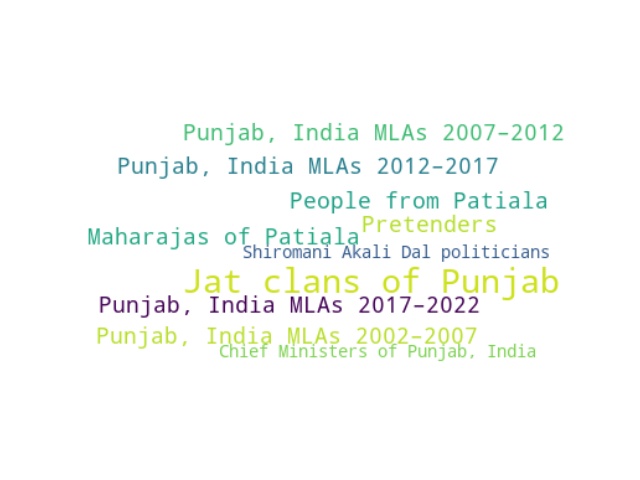 Punjab, India MLAs 2007–2012
Punjab, India MLAs 2012–2017
People from Patiala
Pretenders
Maharajas of Patiala
Shiromani Akali Dal politicians
Jat clans of Punjab
Punjab, India MLAs 2017–2022
Punjab, India MLAs 2002–2007
Chief Ministers of Punjab, India